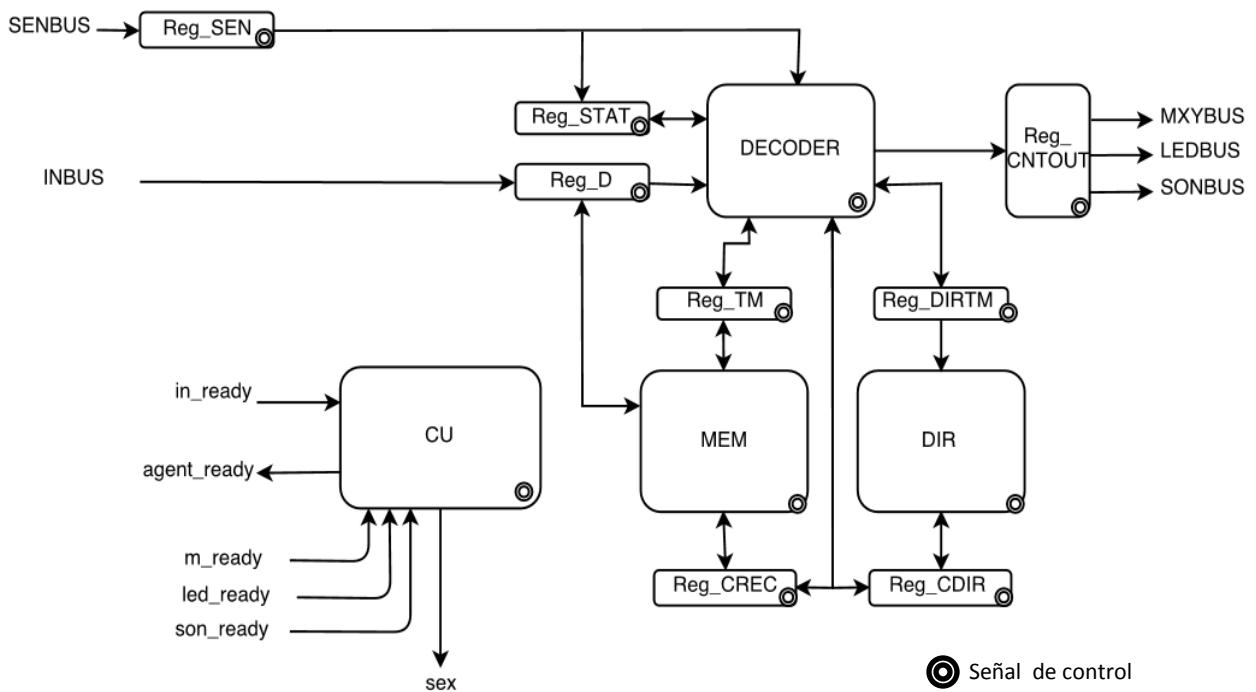 SENBUS
Reg_SEN
Reg_STAT
DECODER
Reg_
CNTOUT
MXYBUS
LEDBUS
SONBUS
INBUS
Reg_D
Reg_TM
Reg_DIRTM
in_ready
CU
MEM
DIR
agent_ready
m_ready
led_ready
son_ready
Reg_CREC
Reg_CDIR
sex
Señal de control